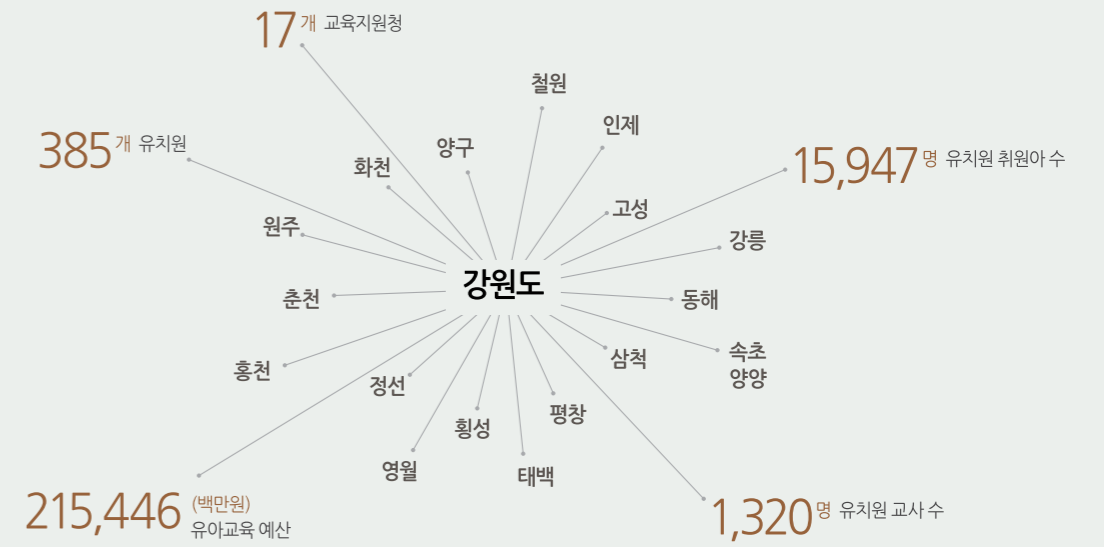 17개 교육지원청
철원
인제
385개 유치원
양구
15,947명 유치원 취원아 수
화천
고성
원주
강릉
강원도
춘천
동해
홍천
정선
삼척
속초
양양
횡성
평창
영월
태백
215,446 (백만원)
유아교육 예산
1,320명 유치원 교사 수